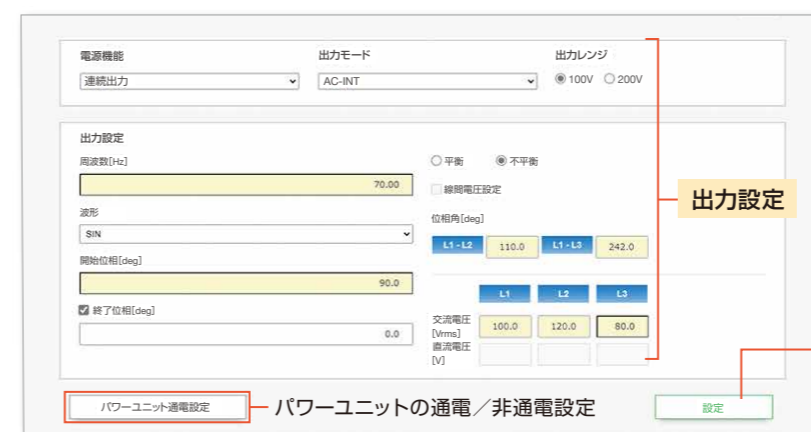 電源機能 出力モード 出力レンジ
連続出力 AC-INT 100V 200V
出力設定
周波数[Hz] 平衡 不平衡
70.00 線間電圧設定
波形 位相角[deg]
SIN L1 - L2 110.0 L1 - L3 242.0
開始位相[deg]
90.0 L1 L2 L3
終了位相[deg] 交流電圧
0.0 [Vrms] 100.0 120.0 80.0
直流電圧
[V]
出力設定
パワーユニット通電設定 パワーユニットの通電／非通電設定 設定